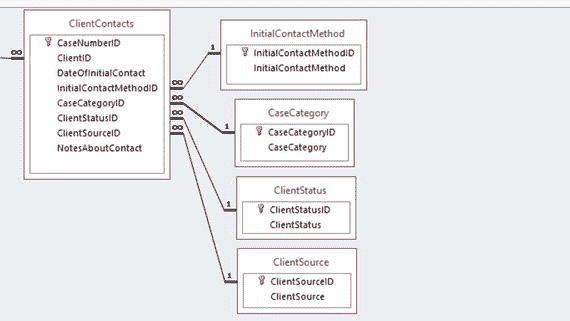 ClientContacts
CaseNumberID
ClientID
DateOfInitialContact
InitialContactMethodID
CaseCategoryID
ClientStatusID
ClientSourceID
NotesAboutContact
∞
∞
∞
∞
∞
1
InitialContactMethod
InitialContactMethodID
InitialContactMethod
1
CaseCategory
CaseCategoryID
CaseCategory
1
ClientStatus
ClientStatusID
ClientStatus
1
ClientSource
ClientSourceID
ClientSource